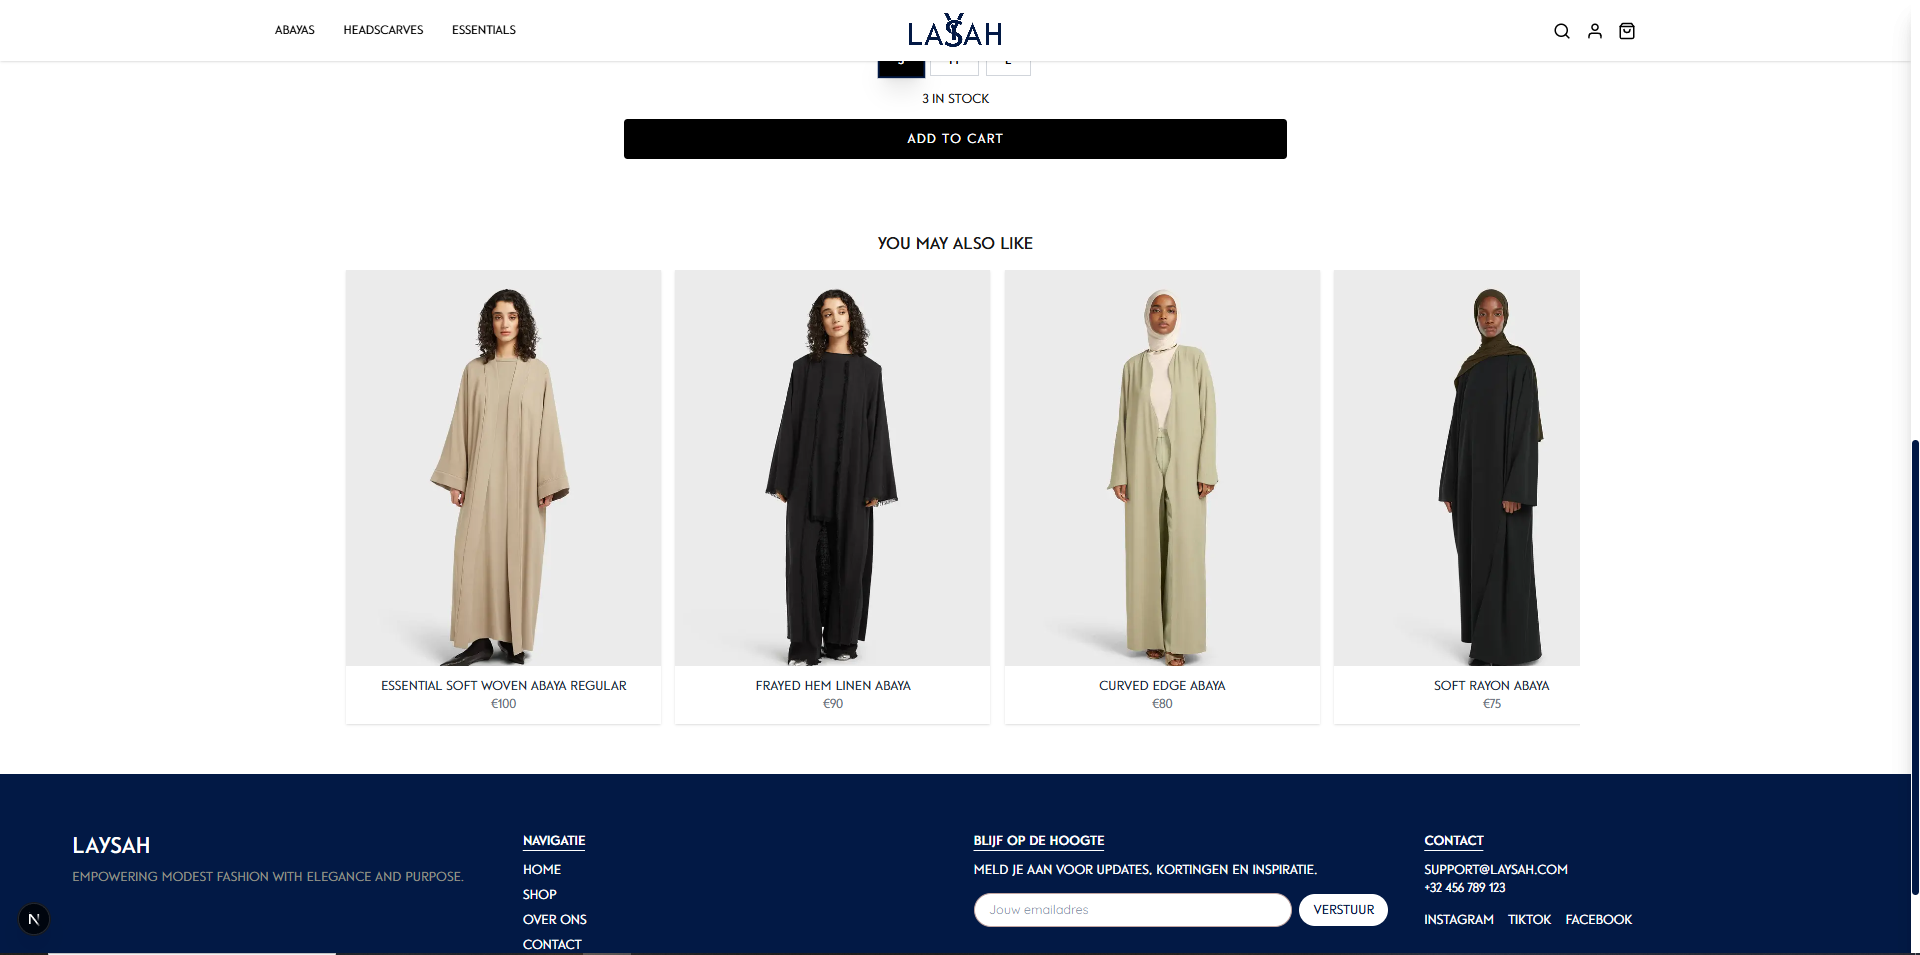 ABAYAS HEADSCARVES ESSENTIALS
LAYSAH
3 IN STOCK
ADD TO CART
YOU MAY ALSO LIKE
ESSENTIAL SOFT WOVEN ABAYA REGULAR
€100
FRAYED HEM LINEN ABAYA
€90
CURVED EDGE ABAYA
€80
SOFT RAYON ABAYA
€75
LAYSAH
EMPOWERING MODEST FASHION WITH ELEGANCE AND PURPOSE.
N
NAVIGATIE
HOME
SHOP
OVER ONS
CONTACT
BLIJF OP DE HOOGTE
MELD JE AAN VOOR UPDATES, KORTINGEN EN INSPIRATIE.
Jouw emailadres
VERSTUUR
CONTACT
SUPPORT@LAYSAH.COM
+32 456 789 123
INSTAGRAM TIKTOK FACEBOOK